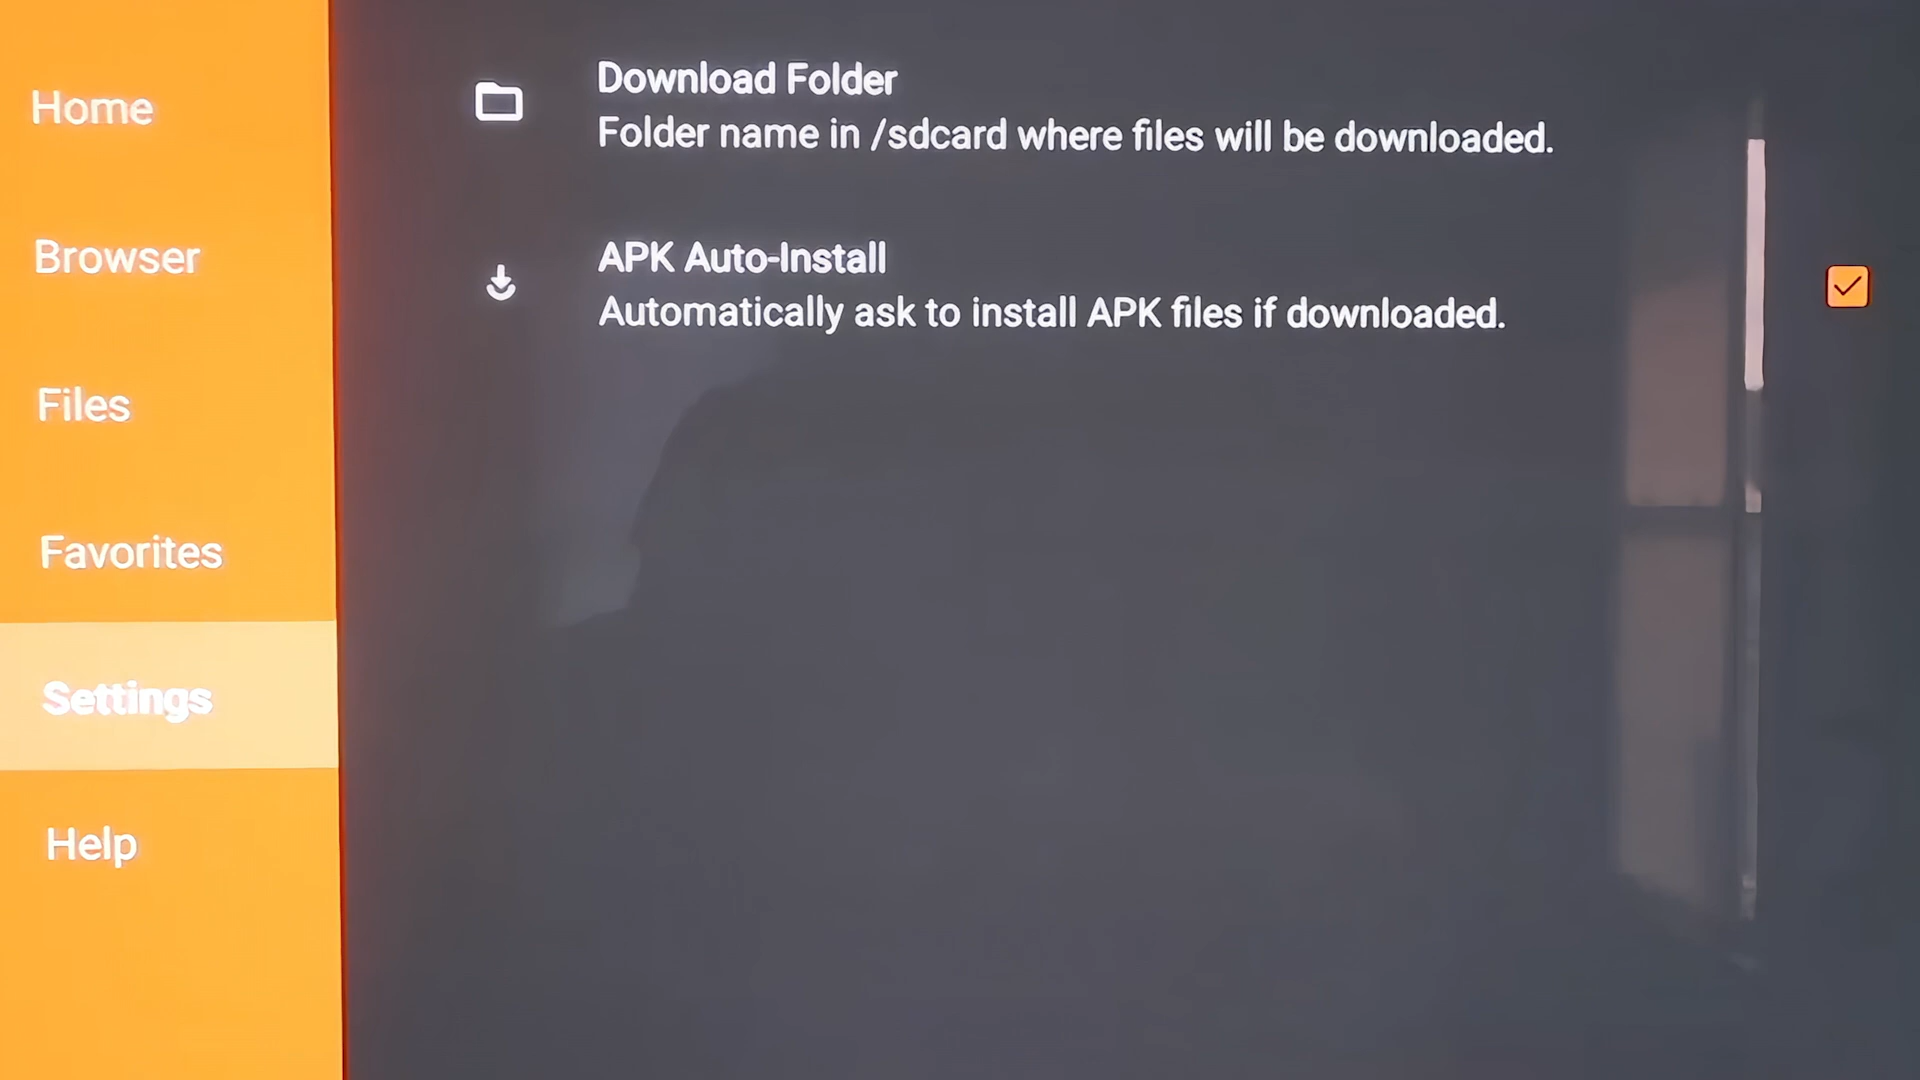 Home
Browser
Files
Favorites
Settings
Help
Download Folder
Folder name in /sdcard where files will be downloaded.
APK Auto-Install
Automatically ask to install APK files if downloaded.